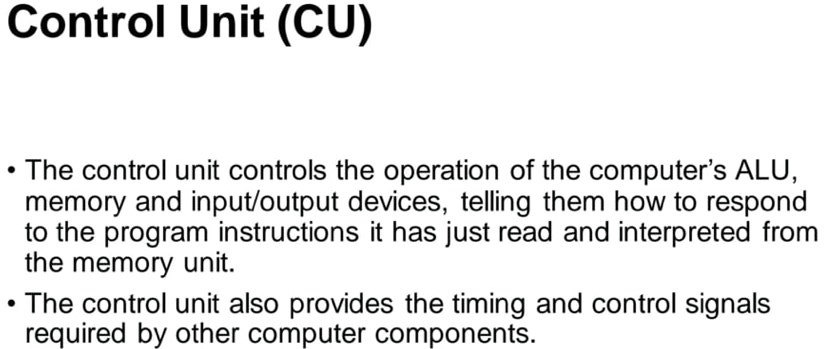 Control Unit (CU)
• The control unit controls the operation of the computer's ALU,
memory and input/output devices, telling them how to respond
to the program instructions it has just read and interpreted from
the memory unit.
• The control unit also provides the timing and control signals
required by other computer components.